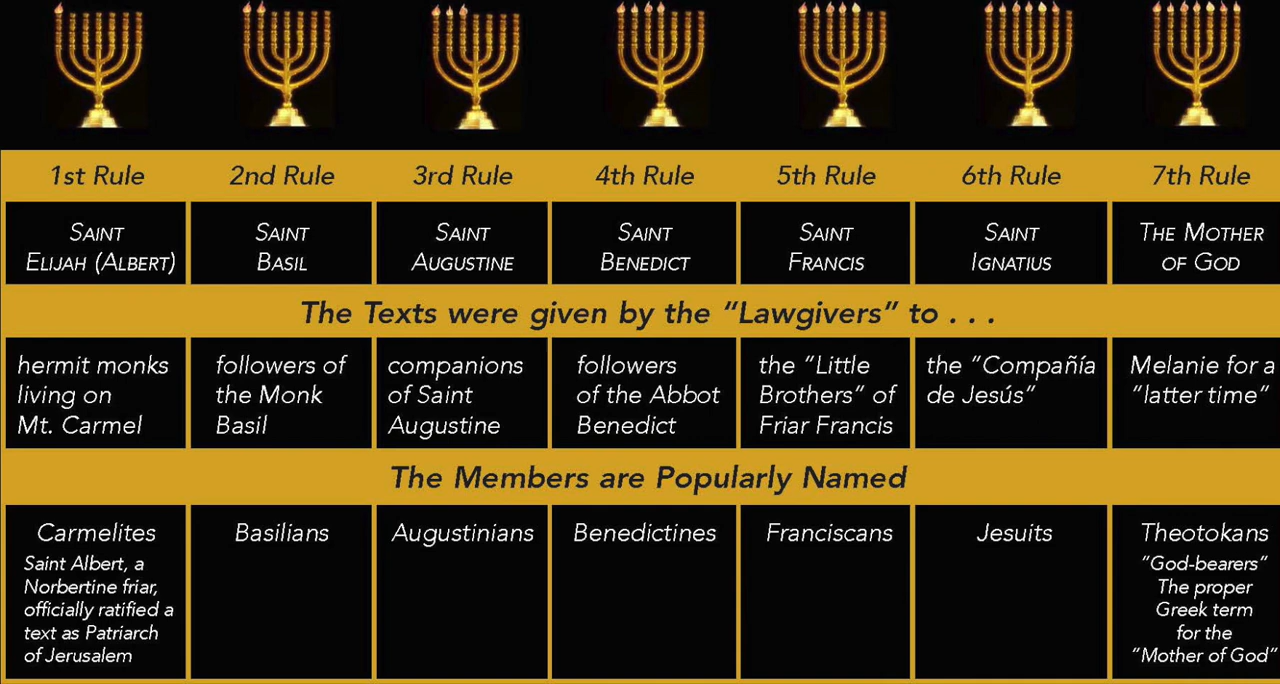 1st Rule
2nd Rule
3rd Rule
4th Rule
5th Rule
6th Rule
7th Rule
Saint
Elijah (Albert)
Saint
Basil
Saint
Augustine
Saint
Benedict
Saint
Francis
Saint
Ignatius
The Mother
of God
The Texts were given by the “Lawgivers” to . . .
hermit monks
living on
Mt. Carmel
followers of
the Monk
Basil
companions
of Saint
Augustine
followers
of the Abbot
Benedict
the “Little
Brothers” of
Friar Francis
the “Compañía
de Jesús”
Melanie for a
“latter time”
The Members are Popularly Named
Carmelites
Saint Albert, a
Norbertine friar,
officially ratified a
text as Patriarch
of Jerusalem
Basilians
Augustinians
Benedictines
Franciscans
Jesuits
Theotokans
“God-bearers”
The proper
Greek term
for the
“Mother of God”